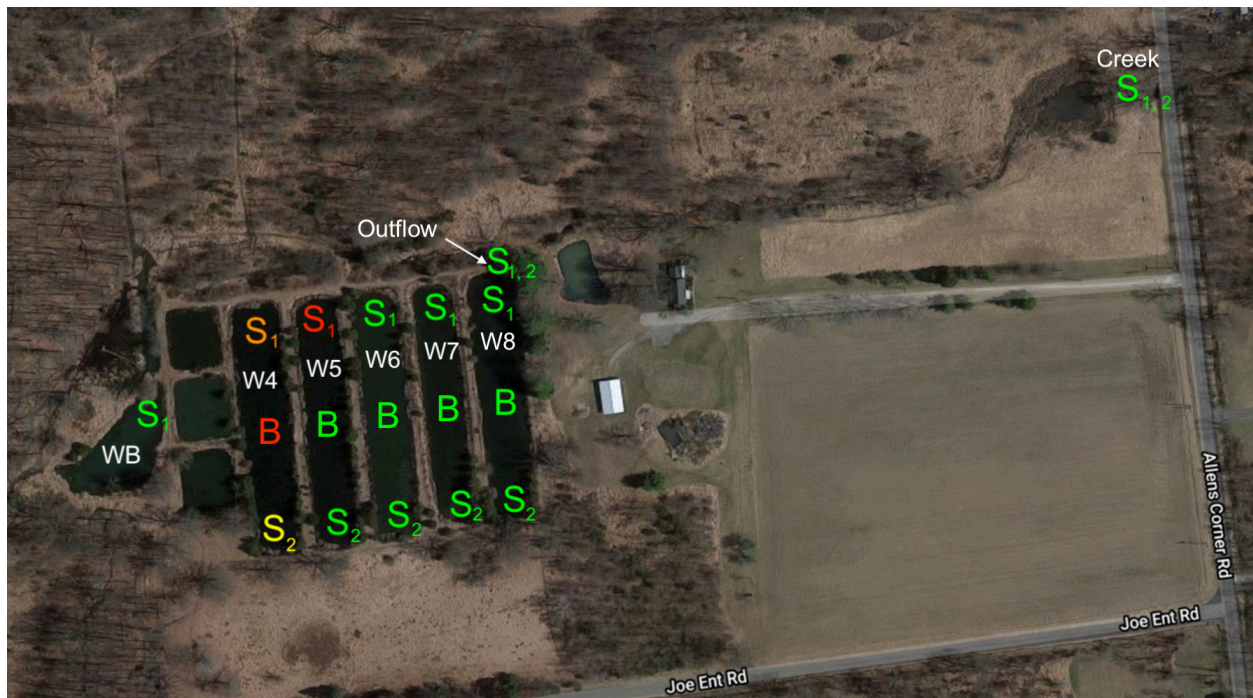 Creek
S1, 2
Outflow
S1, 2
S1 S1 S1 S1 S1
W4 W5 W6 W7 W8
S1
WB
B B B B B
S2 S2 S2 S2 S2
Allens Corner Rd
Joe Ent Rd
Joe Ent Rd